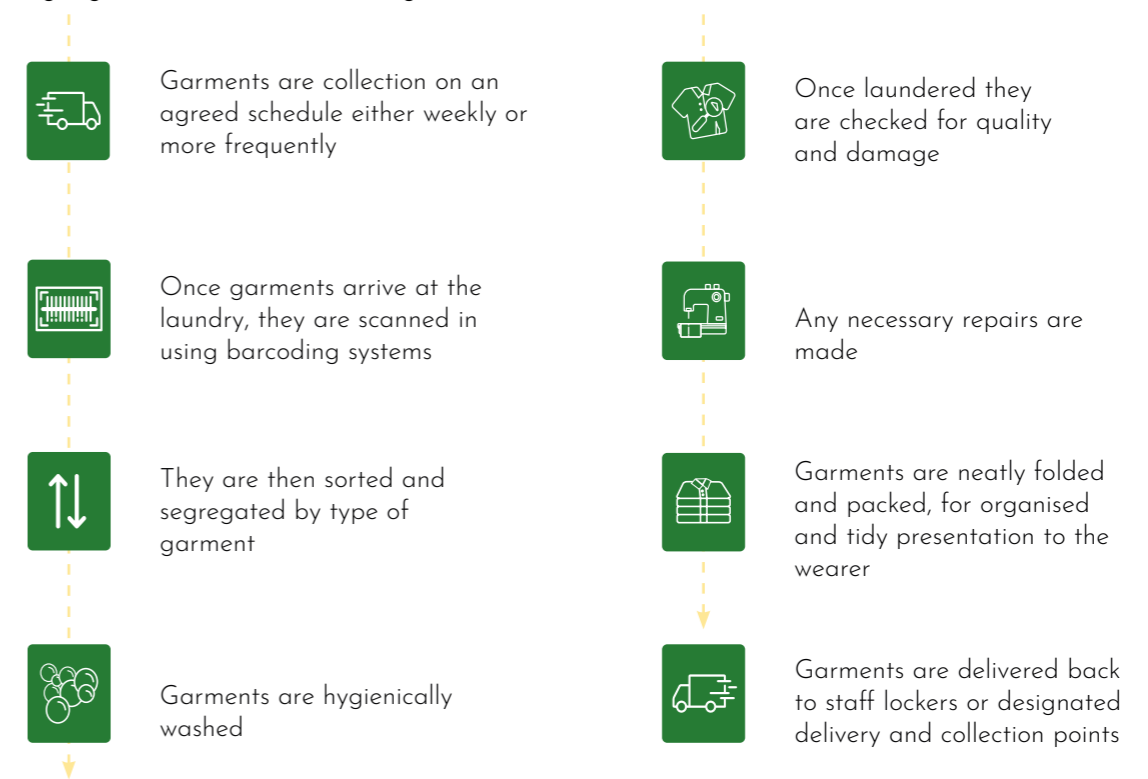 Garments are collection on an
agreed schedule either weekly or
more frequently
Once garments arrive at the
laundry, they are scanned in
using barcoding systems
They are then sorted and
segregated by type of
garment
Garments are hygienically
washed
Once laundered they
are checked for quality
and damage
Any necessary repairs are
made
Garments are neatly folded
and packed, for organised
and tidy presentation to the
wearer
Garments are delivered back
to staff lockers or designated
delivery and collection points